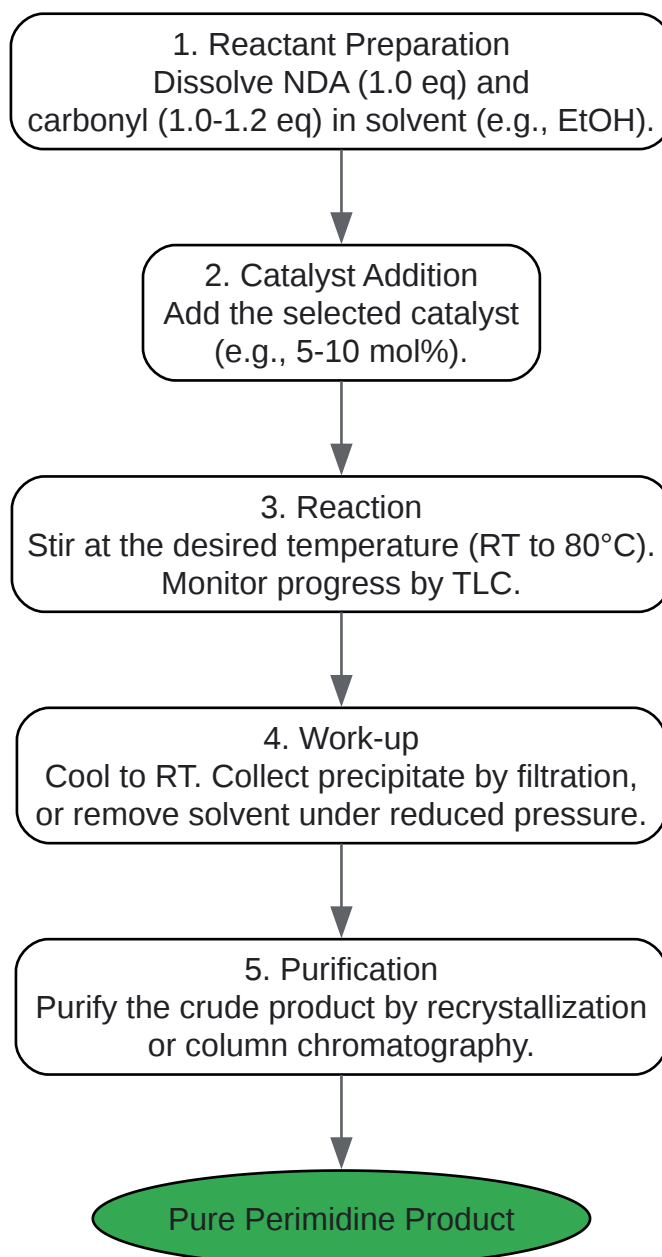 1. Reactant Preparation
Dissolve NDA (1.0 eq) and
carbonyl (1.0-1.2 eq) in solvent (e.g., EtOH).
2. Catalyst Addition
Add the selected catalyst
(e.g., 5-10 mol%).
3. Reaction
Stir at the desired temperature (RT to 80°C).
Monitor progress by TLC.
4. Work-up
Cool to RT. Collect precipitate by filtration,
or remove solvent under reduced pressure.
5. Purification
Purify the crude product by recrystallization
or column chromatography.
Pure Perimidine Product